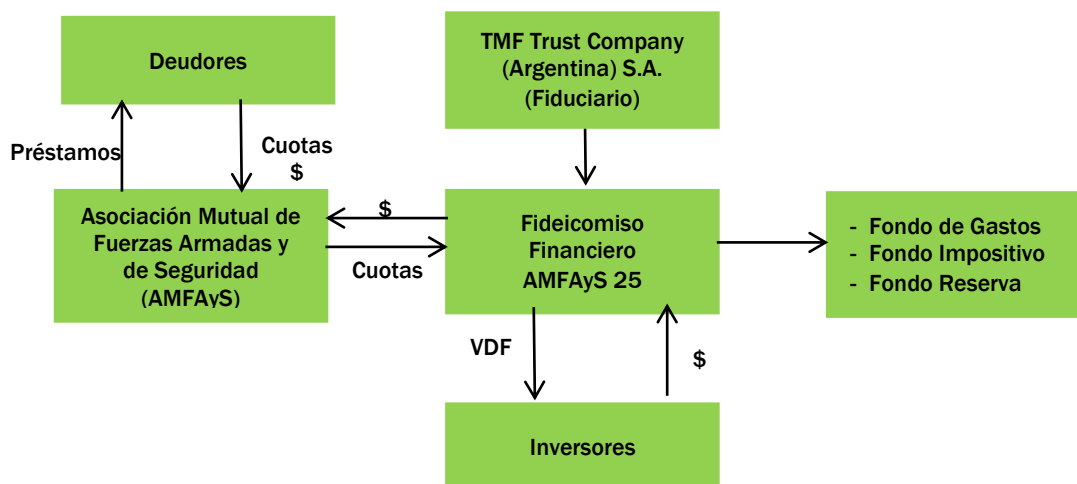 Deudores
TMF Trust Company
(Argentina) S.A.
(Fiduciario)
Préstamos
Cuotas
$
Asociación Mutual de
Fuerzas Armadas y
de Seguridad
(AMFAyS)
$
Cuotas
Fideicomiso
Financiero
AMFAyS 25
- Fondo de Gastos
- Fondo Impositivo
- Fondo Reserva
VDF
$
Inversores